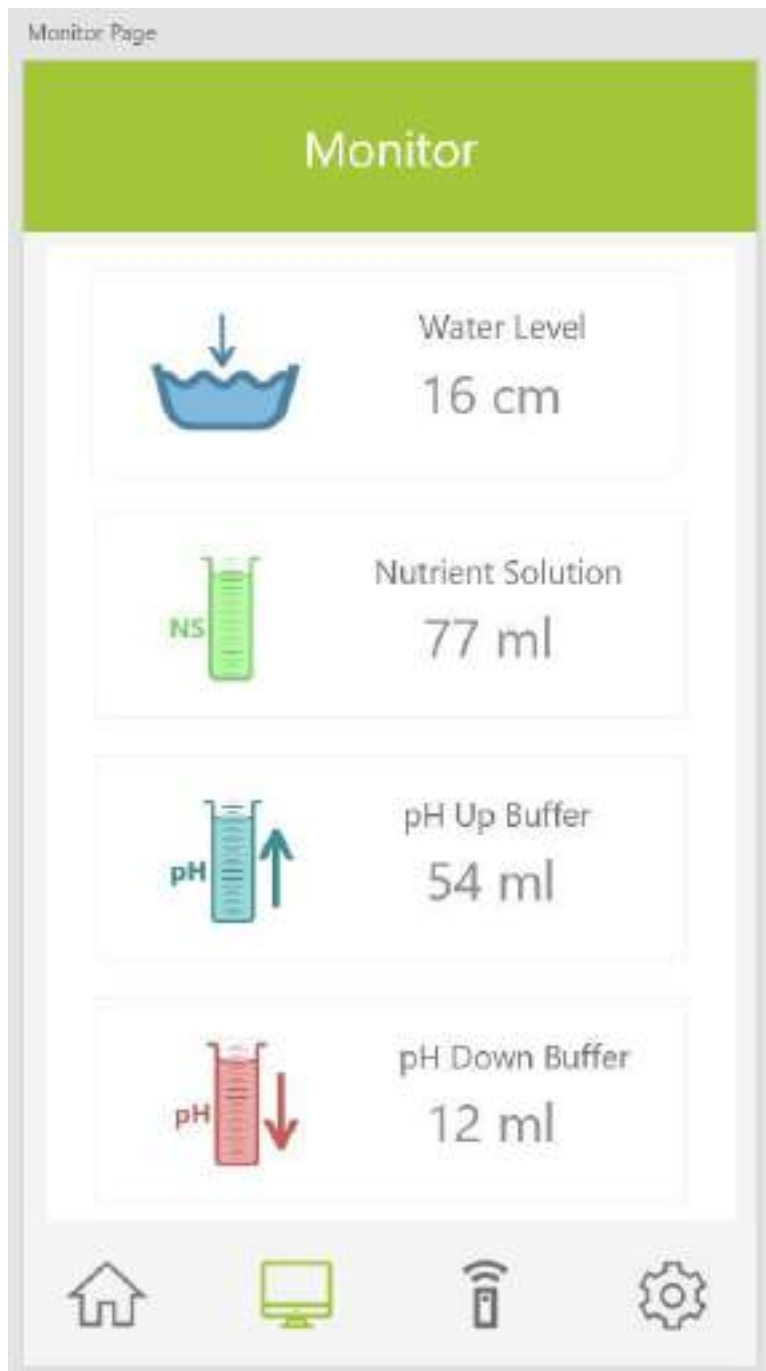 Monitor Page
Monitor
Water Level
16 cm
Nutrient Solution
NS
77 ml
pH Up Buffer
pH
54 ml
pH Down Buffer
pH
12 ml